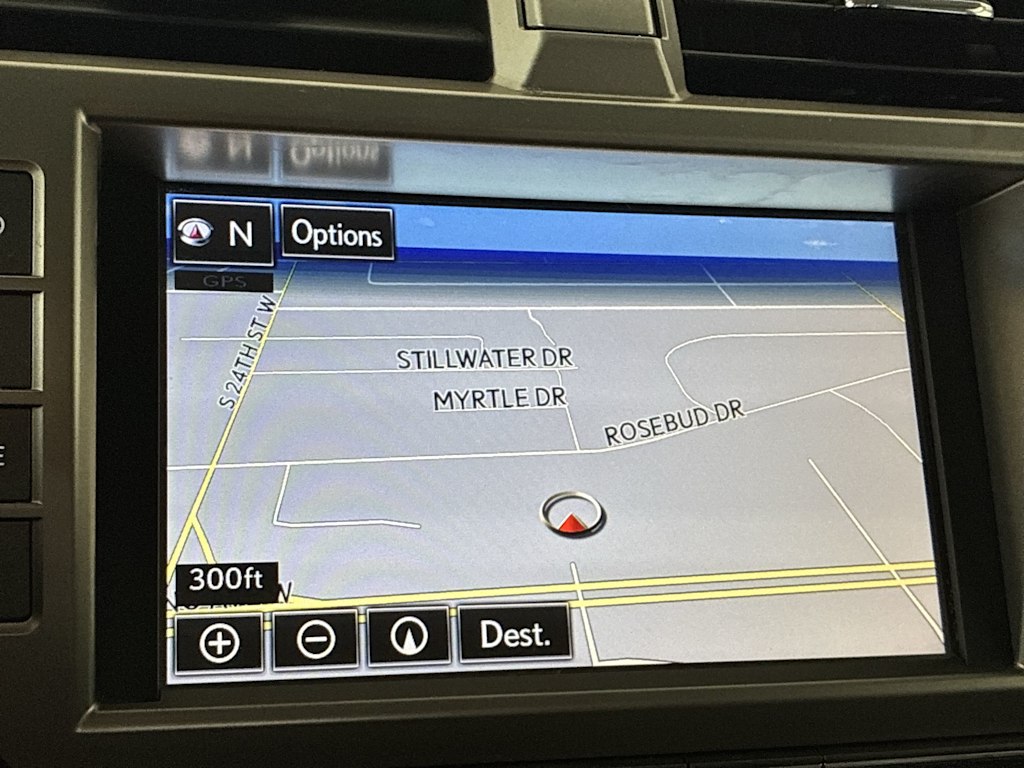 N
Options
GPS
S 24TH ST W
STILLWATER DR
MYRTLE DR
ROSEBUD DR
300ft
Dest.